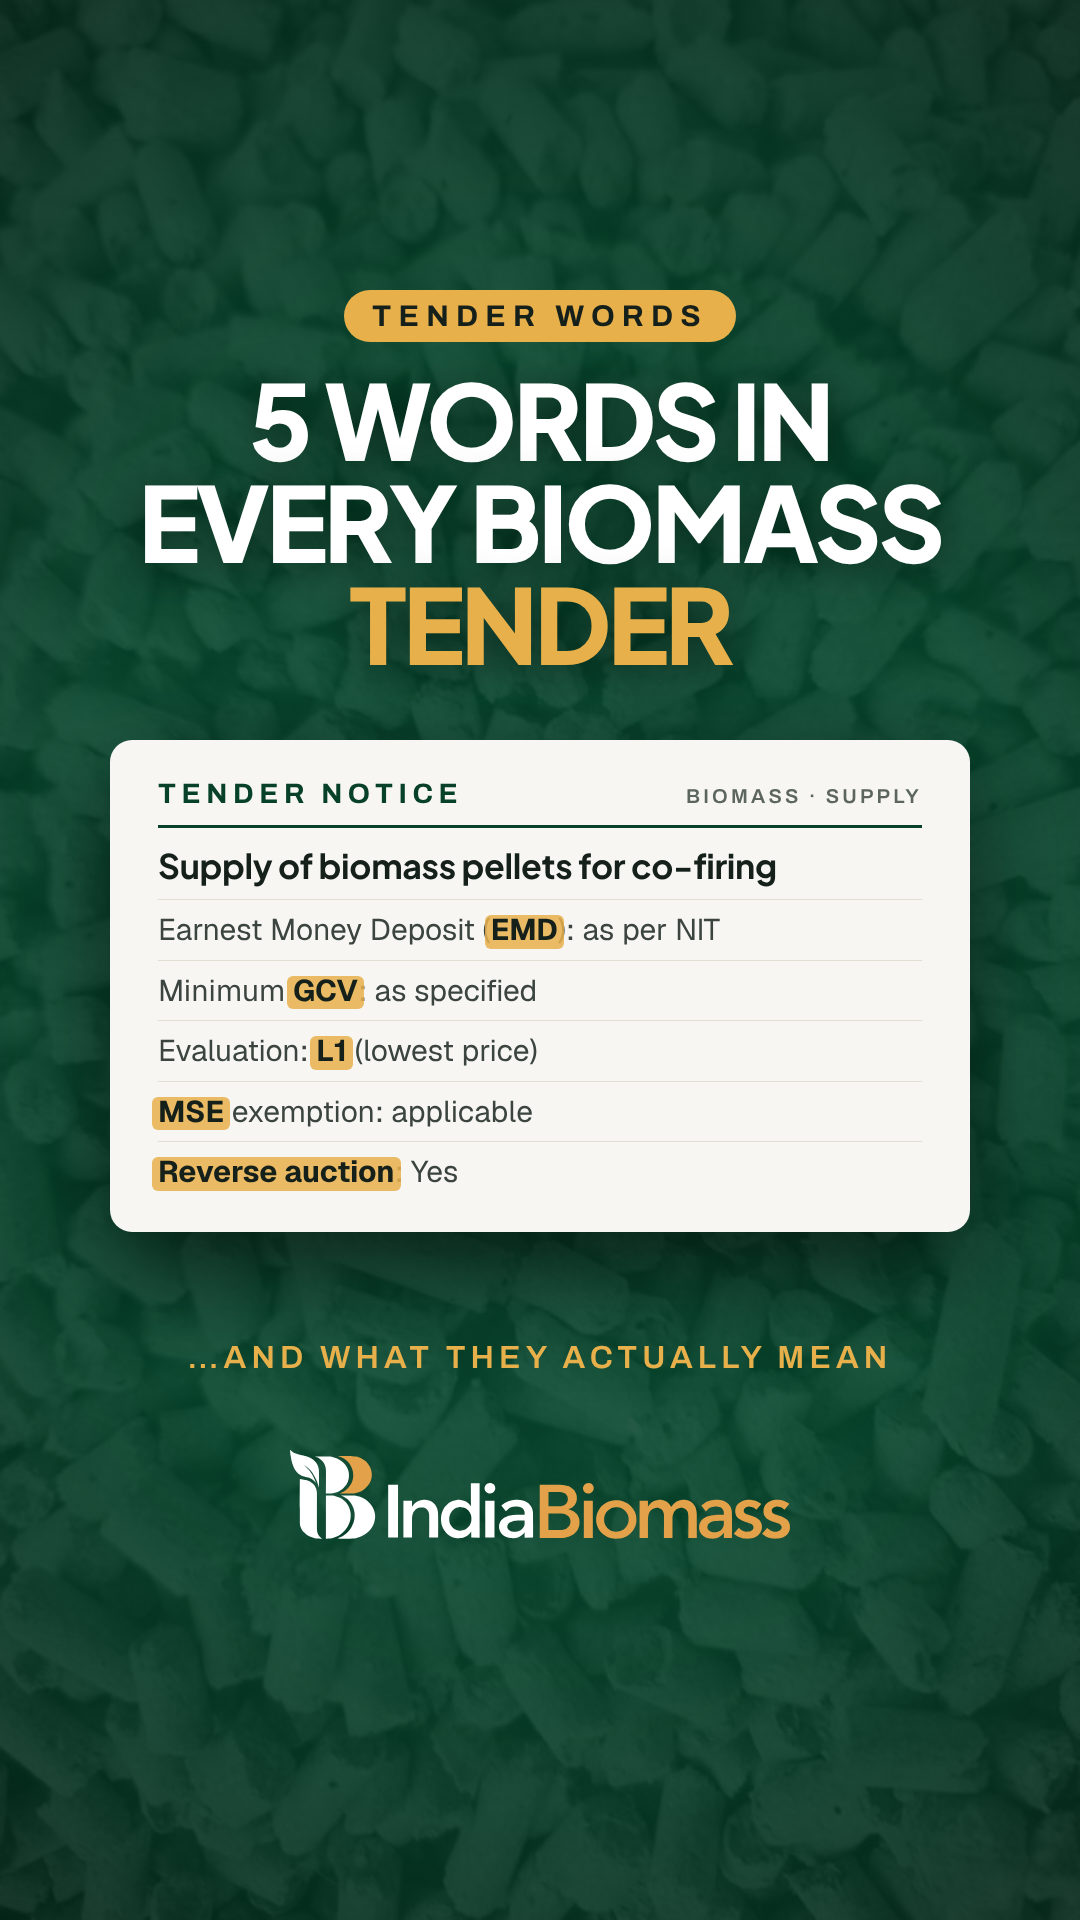 TENDER WORDS
5 WORDS IN
EVERY BIOMASS
TENDER
TENDER NOTICE
BIOMASS · SUPPLY
Supply of biomass pellets for co-firing
Earnest Money Deposit (EMD): as per NIT
Minimum GCV: as specified
Evaluation: L1 (lowest price)
MSE exemption: applicable
Reverse auction: Yes
...AND WHAT THEY ACTUALLY MEAN
IndiaBiomass